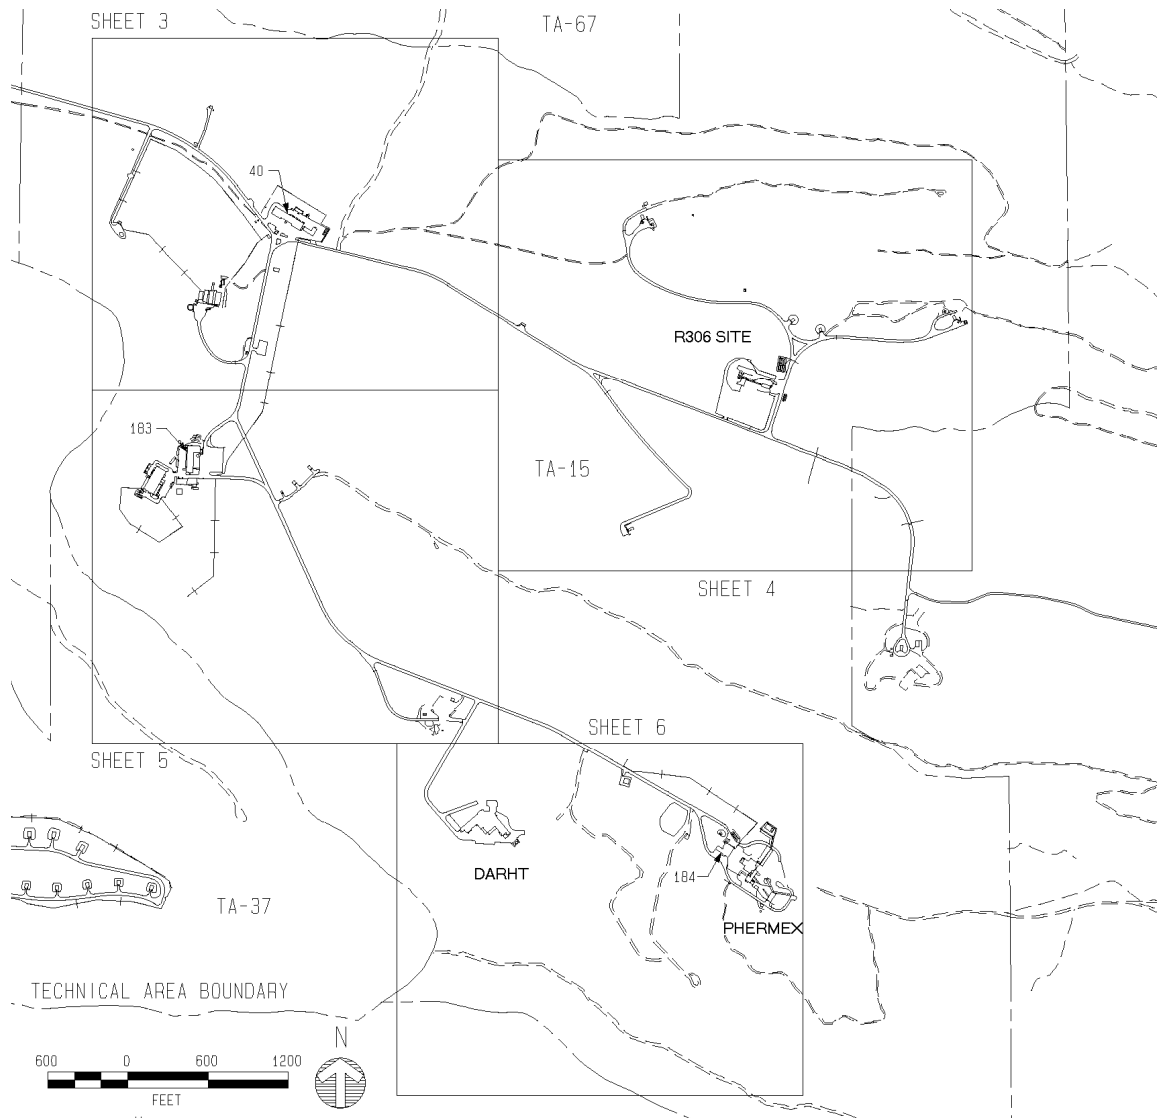 SHEET 3
TA-67
40
R306 SITE
183
TA-15
SHEET 4
SHEET 6
SHEET 5
DARHT
184
TA-37
PHERMEX
TECHNICAL AREA BOUNDARY
N
600 0 600 1200
FEET